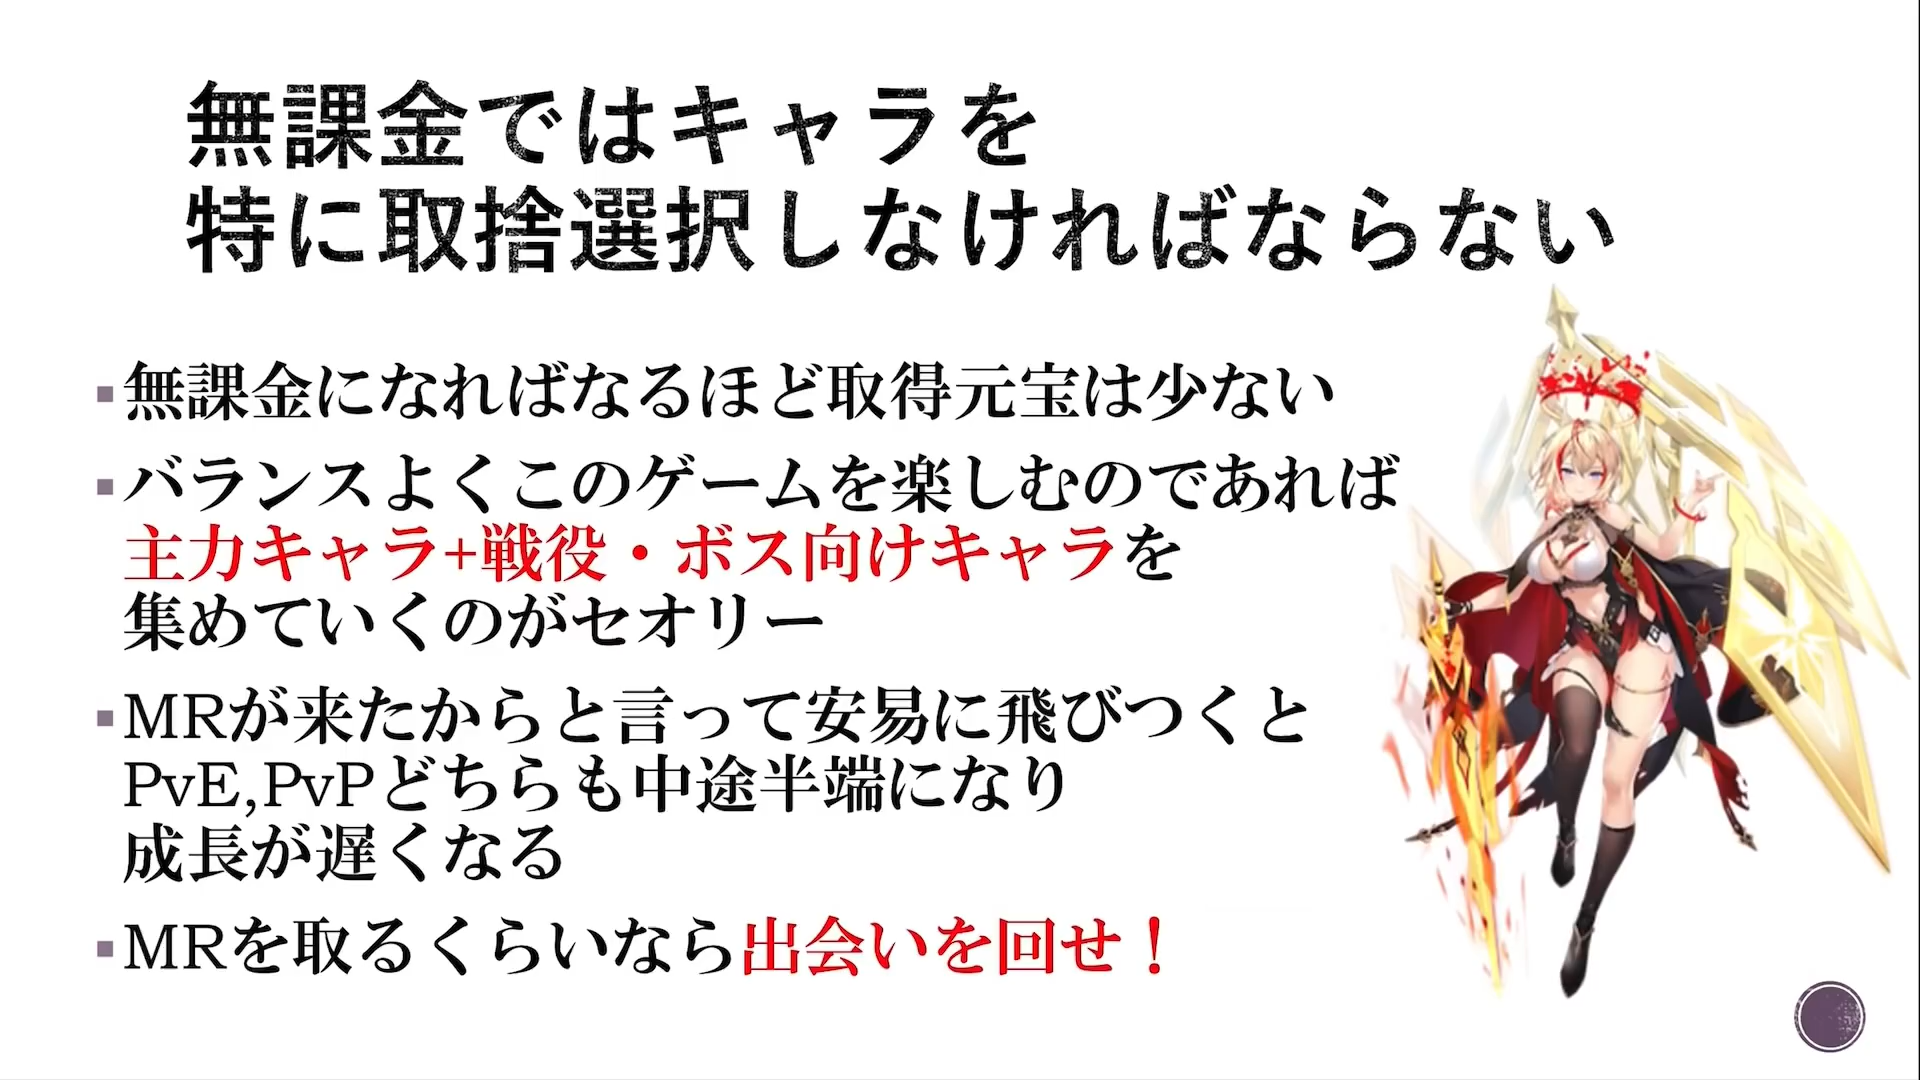 無課金ではキャラを
特に取捨選択しなければならない
▪無課金になればなるほど取得元宝は少ない
▪バランスよくこのゲームを楽しむのであれば
主力キャラ+戦役・ボス向けキャラを
集めていくのがセオリー
▪MRが来たからと言って安易に飛びつくと
PvE,PvPどちらも中途半端になり
成長が遅くなる
▪MRを取るくらいなら出会いを回せ！